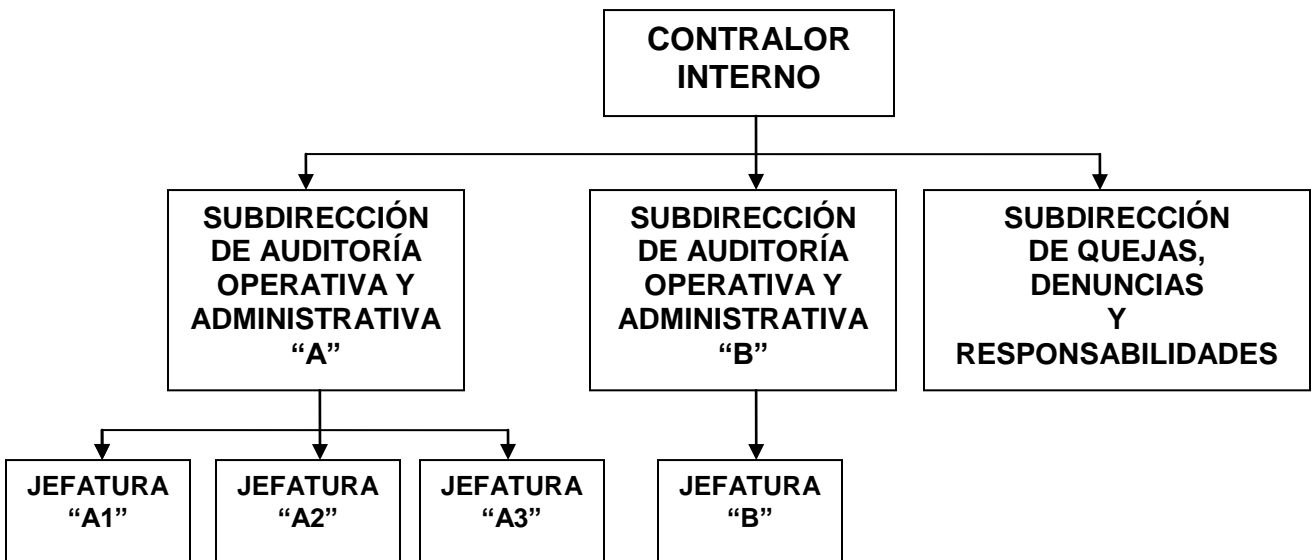 CONTRALOR
INTERNO
SUBDIRECCIÓN
DE AUDITORÍA
OPERATIVA Y
ADMINISTRATIVA
“A”
SUBDIRECCIÓN
DE AUDITORÍA
OPERATIVA Y
ADMINISTRATIVA
“B”
SUBDIRECCIÓN
DE QUEJAS,
DENUNCIAS
Y
RESPONSABILIDADES
JEFATURA
“A1”
JEFATURA
“A2”
JEFATURA
“A3”
JEFATURA
“B”